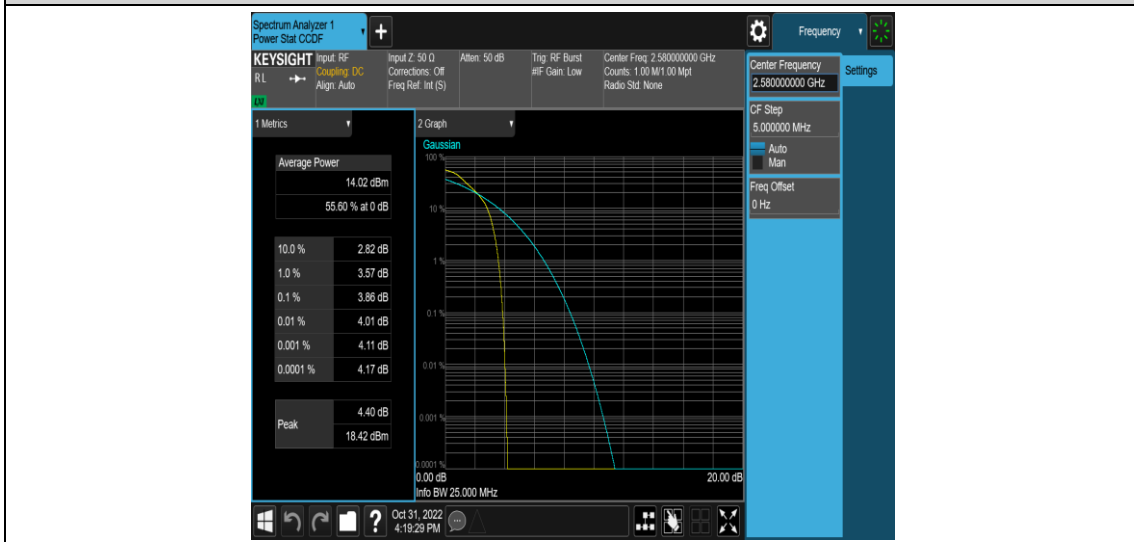 Spectrum Analyzer 1
Power Stat CCDF
+
Frequency
KEYSIGHT
RL
Input: RF
Coupling: DC
Align: Auto
Input Z: 50 Ω
Corrections: Off
Freq Ref: Int (S)
Atten: 50 dB
Trig: RF Burst
#IF Gain: Low
Center Freq: 2.580000000 GHz
Counts: 1.00 M/1.00 Mpt
Radio Std: None
Center Frequency
2.580000000 GHz
Settings
CF Step
5.000000 MHz
Auto
Man
Freq Offset
0 Hz
1 Metrics
Average Power
14.02 dBm
55.60 % at 0 dB
10.0 % 2.82 dB
1.0 % 3.57 dB
0.1 % 3.86 dB
0.01 % 4.01 dB
0.001 % 4.11 dB
0.0001 % 4.17 dB
Peak
4.40 dB
18.42 dBm
2 Graph
Gaussian
100 %
10 %
1 %
0.1 %
0.01 %
0.001 %
0.0001 %
0.00 dB
20.00 dB
Info BW 25.000 MHz
?
Oct 31, 2022
4:19:29 PM